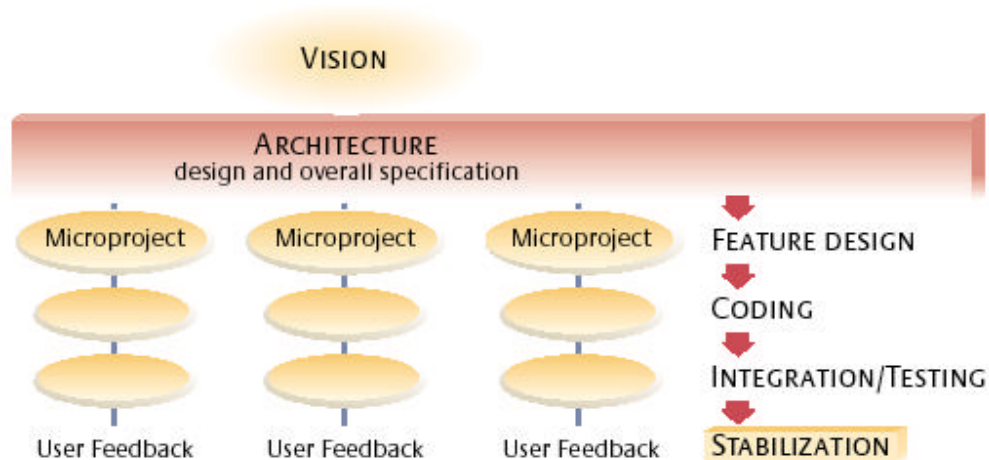 VISION
ARCHITECTURE
design and overall specification
Microproject Microproject Microproject FEATURE DESIGN
CODING
INTEGRATION/TESTING
User Feedback User Feedback User Feedback STABILIZATION